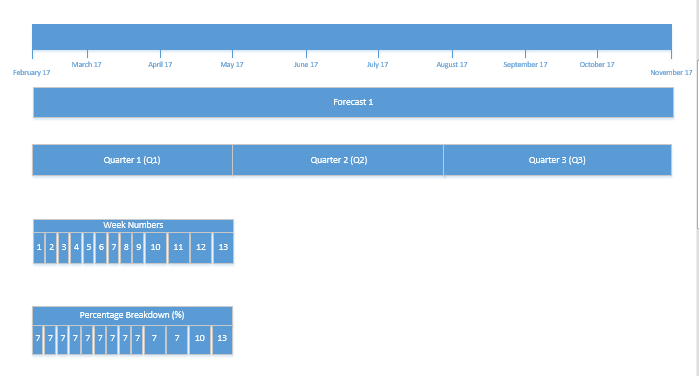 March 17 April 17 May 17 June 17 July 17 August 17 September 17 October 17
February 17 November 17
Forecast 1
Quarter 1 (Q1) Quarter 2 (Q2) Quarter 3 (Q3)
Week Numbers
1 2 3 4 5 6 7 8 9 10 11 12 13
Percentage Breakdown (%)
7 7 7 7 7 7 7 7 7 7 7 10 13